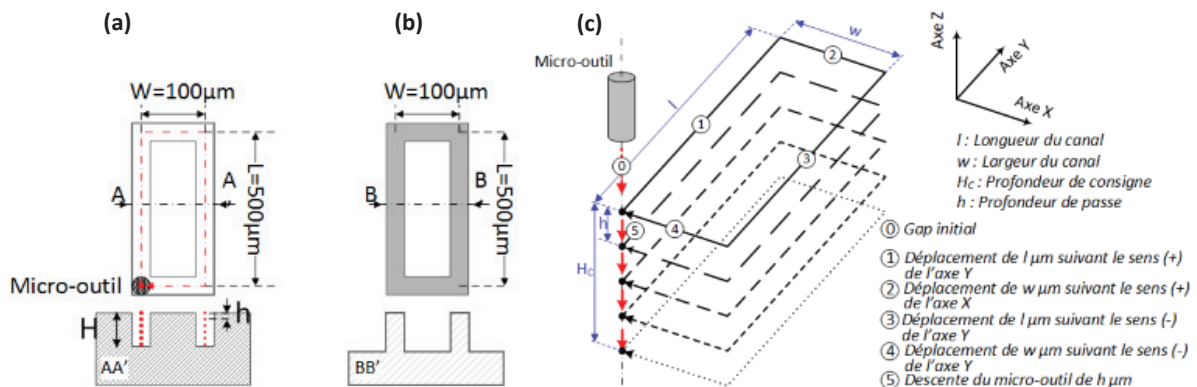 (a)
W=100µm
A
A
L=500µm
Micro-outil
H
h
AA'
(b)
W=100µm
B
B
L=500µm
BB'
(c)
Micro-outil
l
w
0
1
2
3
4
5
h
Hc
Axe Z
Axe Y
Axe X
l : Longueur du canal
w : Largeur du canal
HC : Profondeur de consigne
h : Profondeur de passe
0 Gap initial
1 Déplacement de l µm suivant le sens (+)
de l'axe Y
2 Déplacement de w µm suivant le sens (+)
de l'axe X
3 Déplacement de l µm suivant le sens (-)
de l'axe Y
4 Déplacement de w µm suivant le sens (-)
de l'axe Y
5 Descente du micro-outil de h µm